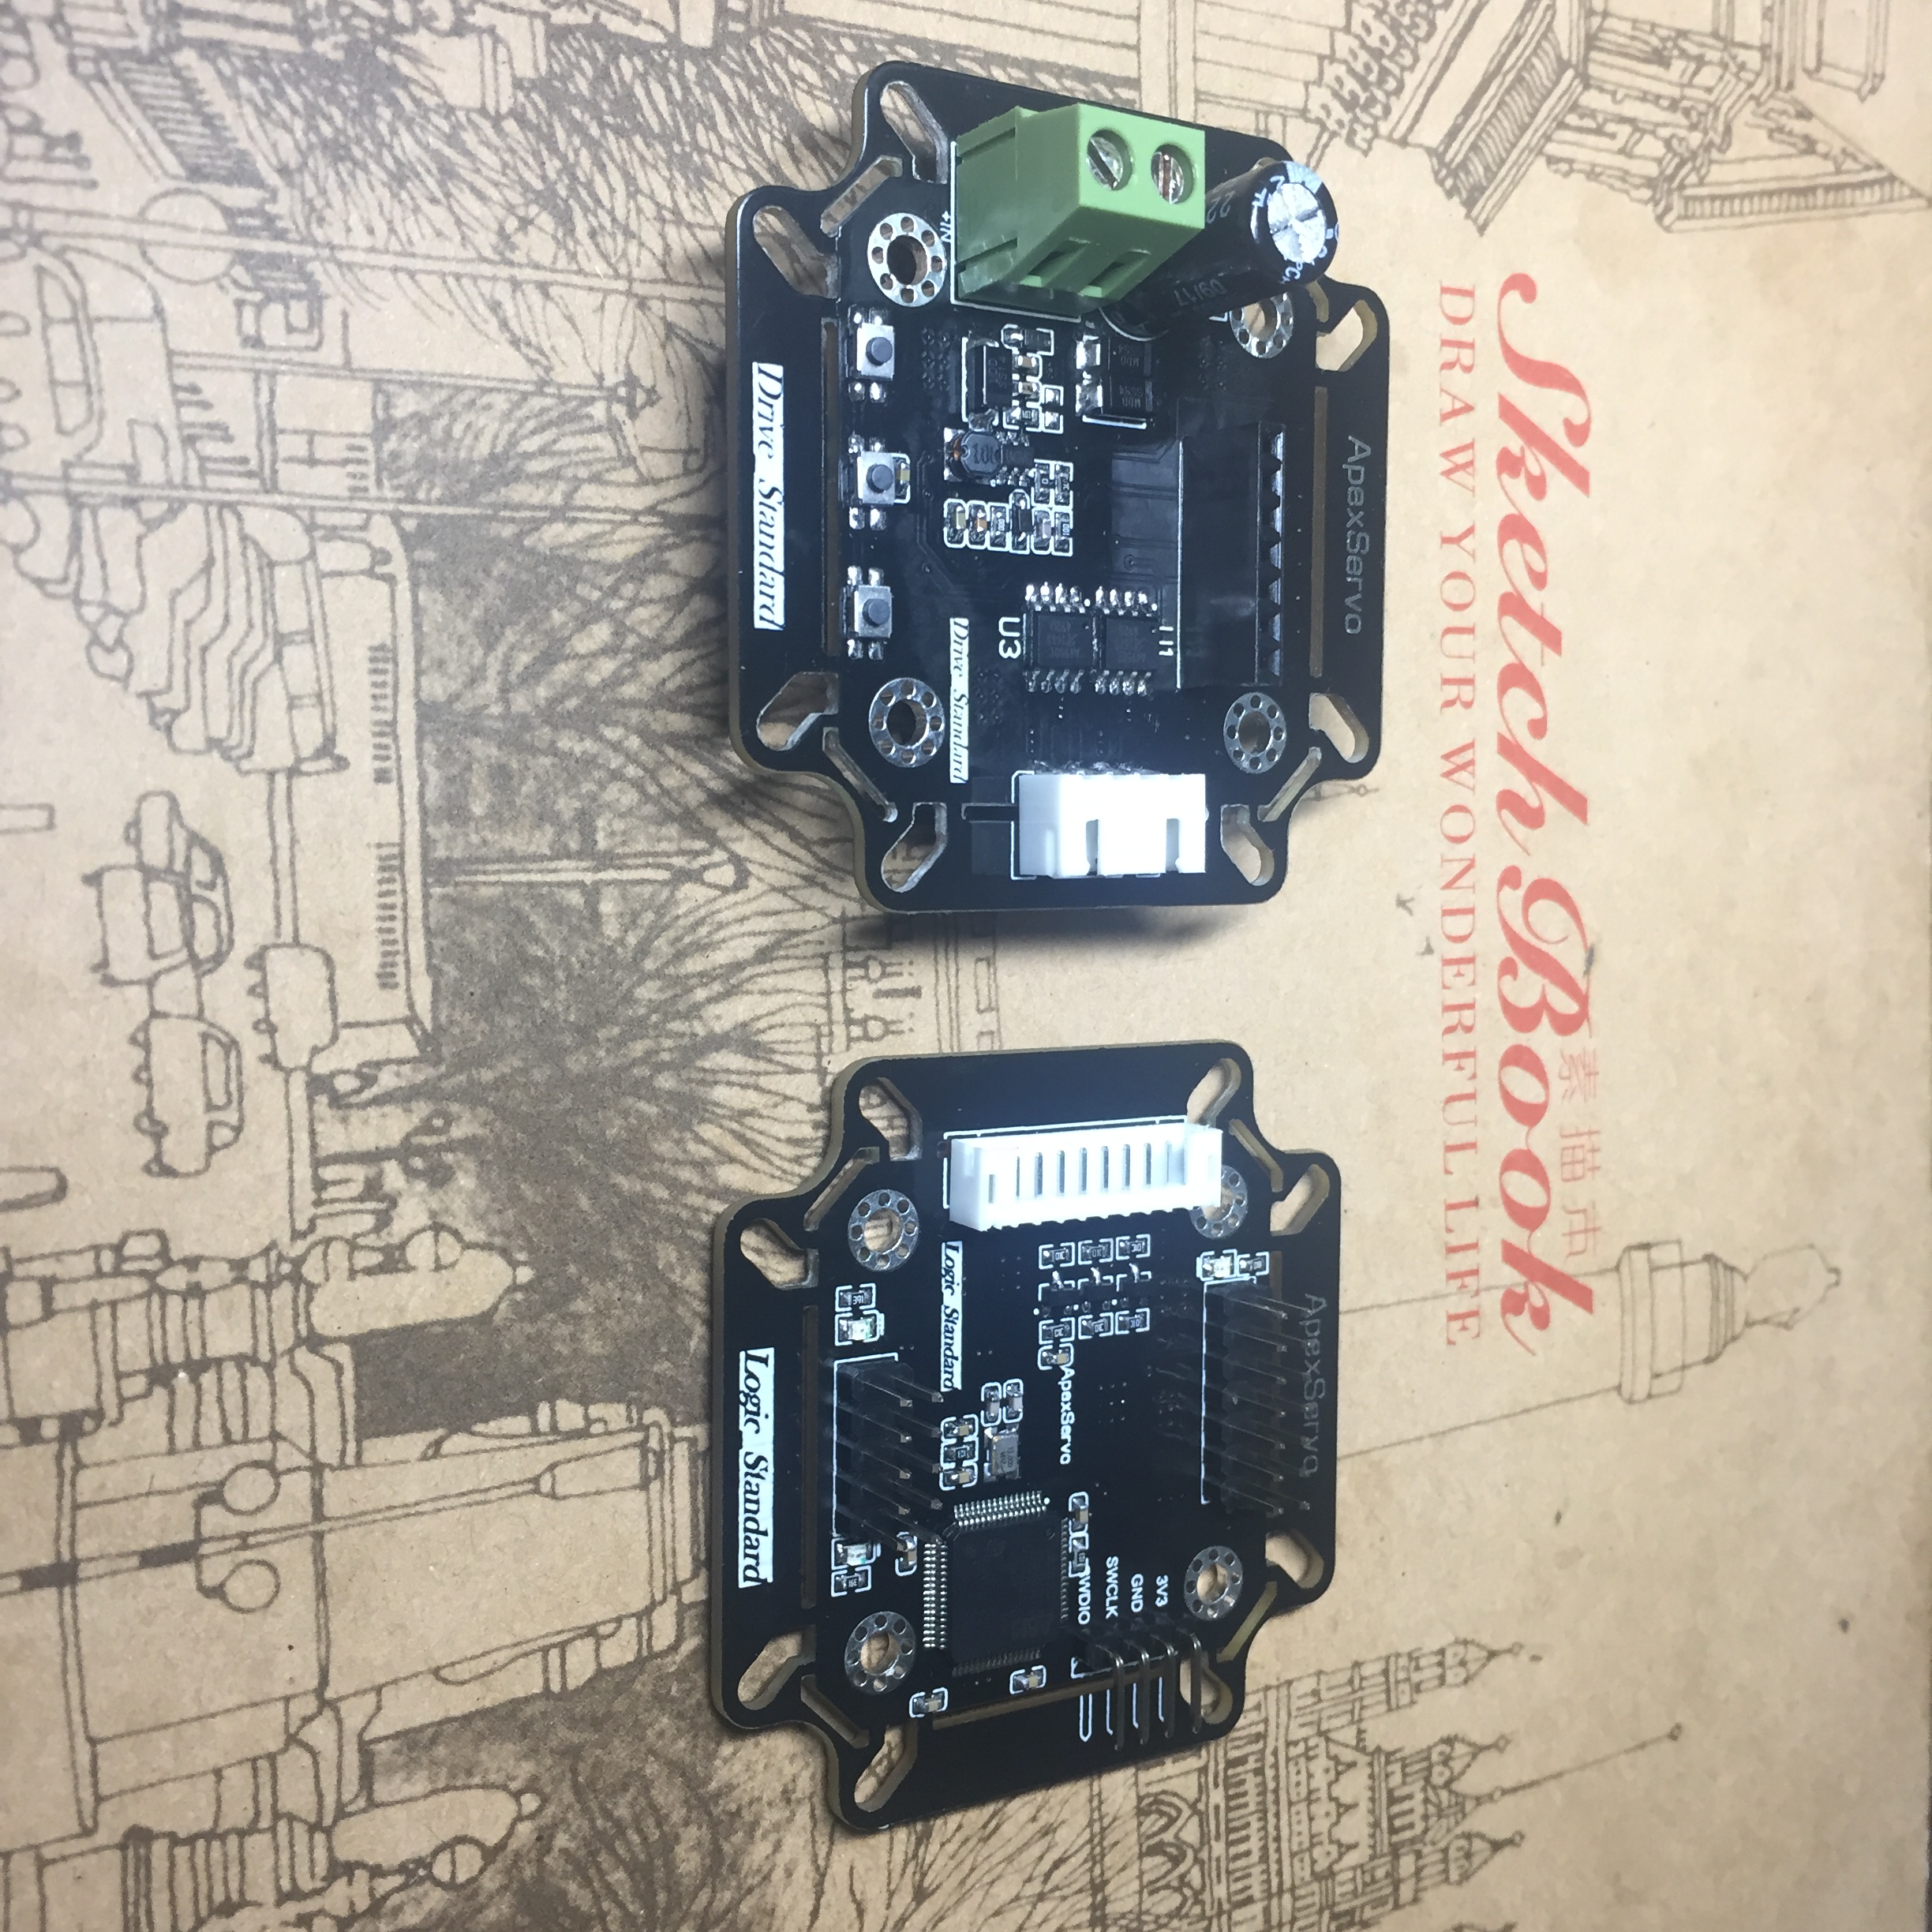 素描本
Sketch Book
DRAW YOUR WONDERFUL LIFE
ApexServo
U1
U3
+IN
Drive Standard
Drive Standard
ApexServo
3V3
GND
SWCLK
SWDIO
ApexServo
Logic Standard
Logic Standard